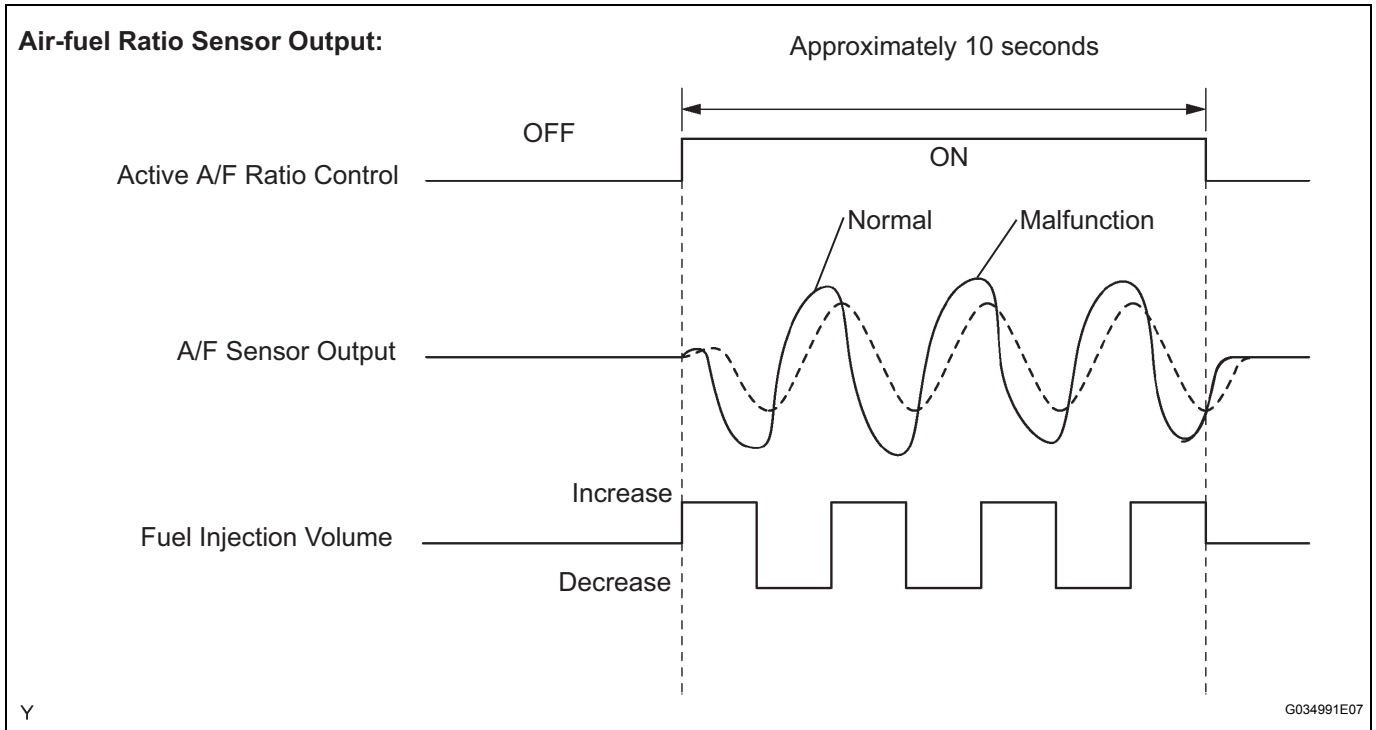 Air-fuel Ratio Sensor Output:
Approximately 10 seconds
OFF
Active A/F Ratio Control
ON
Normal
Malfunction
A/F Sensor Output
Increase
Fuel Injection Volume
Decrease
Y
G034991E07